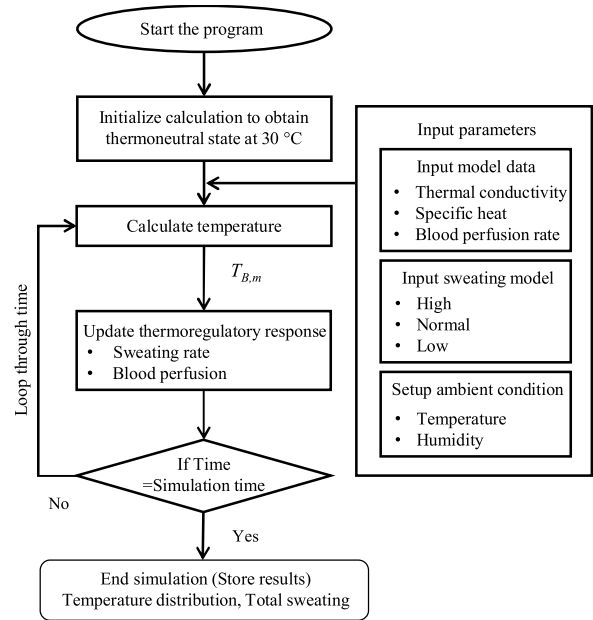 Start the program
Initialize calculation to obtain
thermoneutral state at 30 °C
Calculate temperature
T_{B,m}
Update thermoregulatory response
• Sweating rate
• Blood perfusion
Loop through time
If Time
=Simulation time
No
Yes
End simulation (Store results)
Temperature distribution, Total sweating
Input parameters
Input model data
• Thermal conductivity
• Specific heat
• Blood perfusion rate
Input sweating model
• High
• Normal
• Low
Setup ambient condition
• Temperature
• Humidity